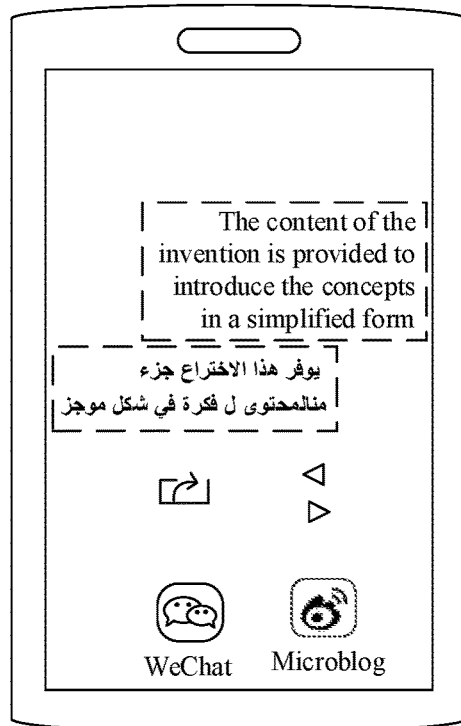 The content of the
invention is provided to
introduce the concepts
in a simplified form
يوفر هذا الاختراع جزء
منالمحتوى ل فكرة في شكل موجز
WeChat
Microblog